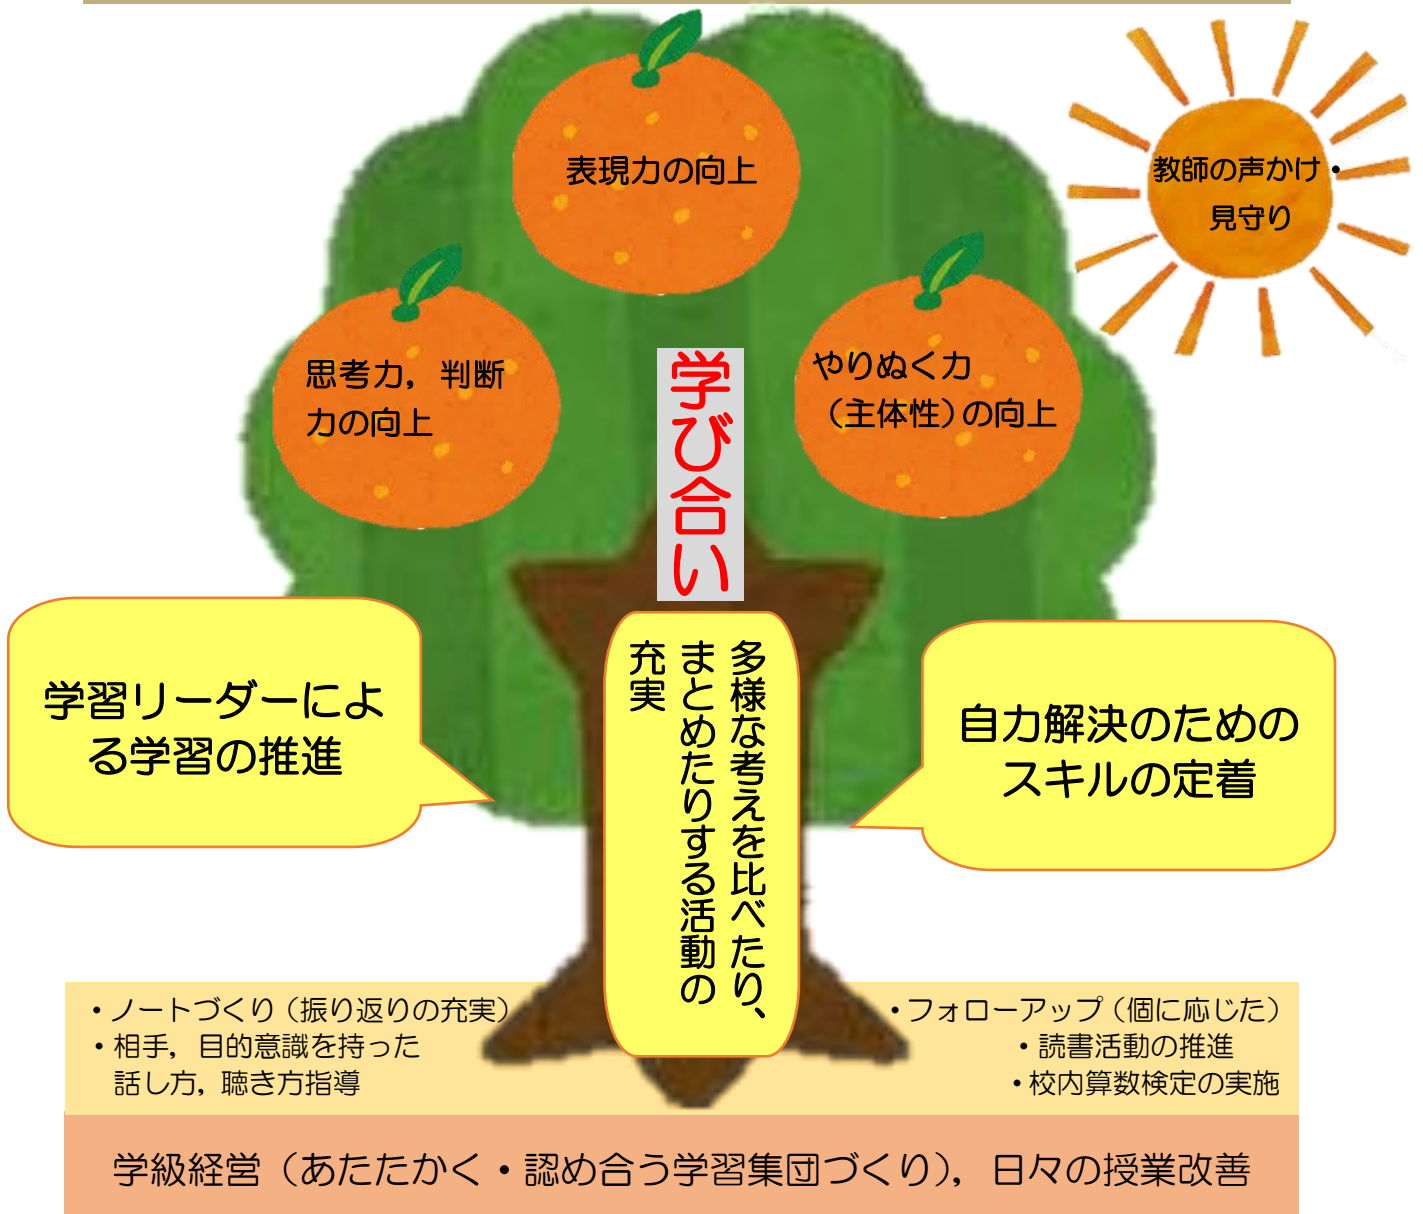 表現力の向上
教師の声かけ・
見守り
思考力，判断
力の向上
やりぬく力
（主体性）の向上
学び合い
学習リーダーによ
る学習の推進
多様な考えを比べたり、
まとめたりする活動の
充実
自力解決のための
スキルの定着
・ノートづくり（振り返りの充実）
・相手，目的意識を持った
話し方，聴き方指導
・フォローアップ（個に応じた）
・読書活動の推進
・校内算数検定の実施
学級経営（あたたかく・認め合う学習集団づくり），日々の授業改善